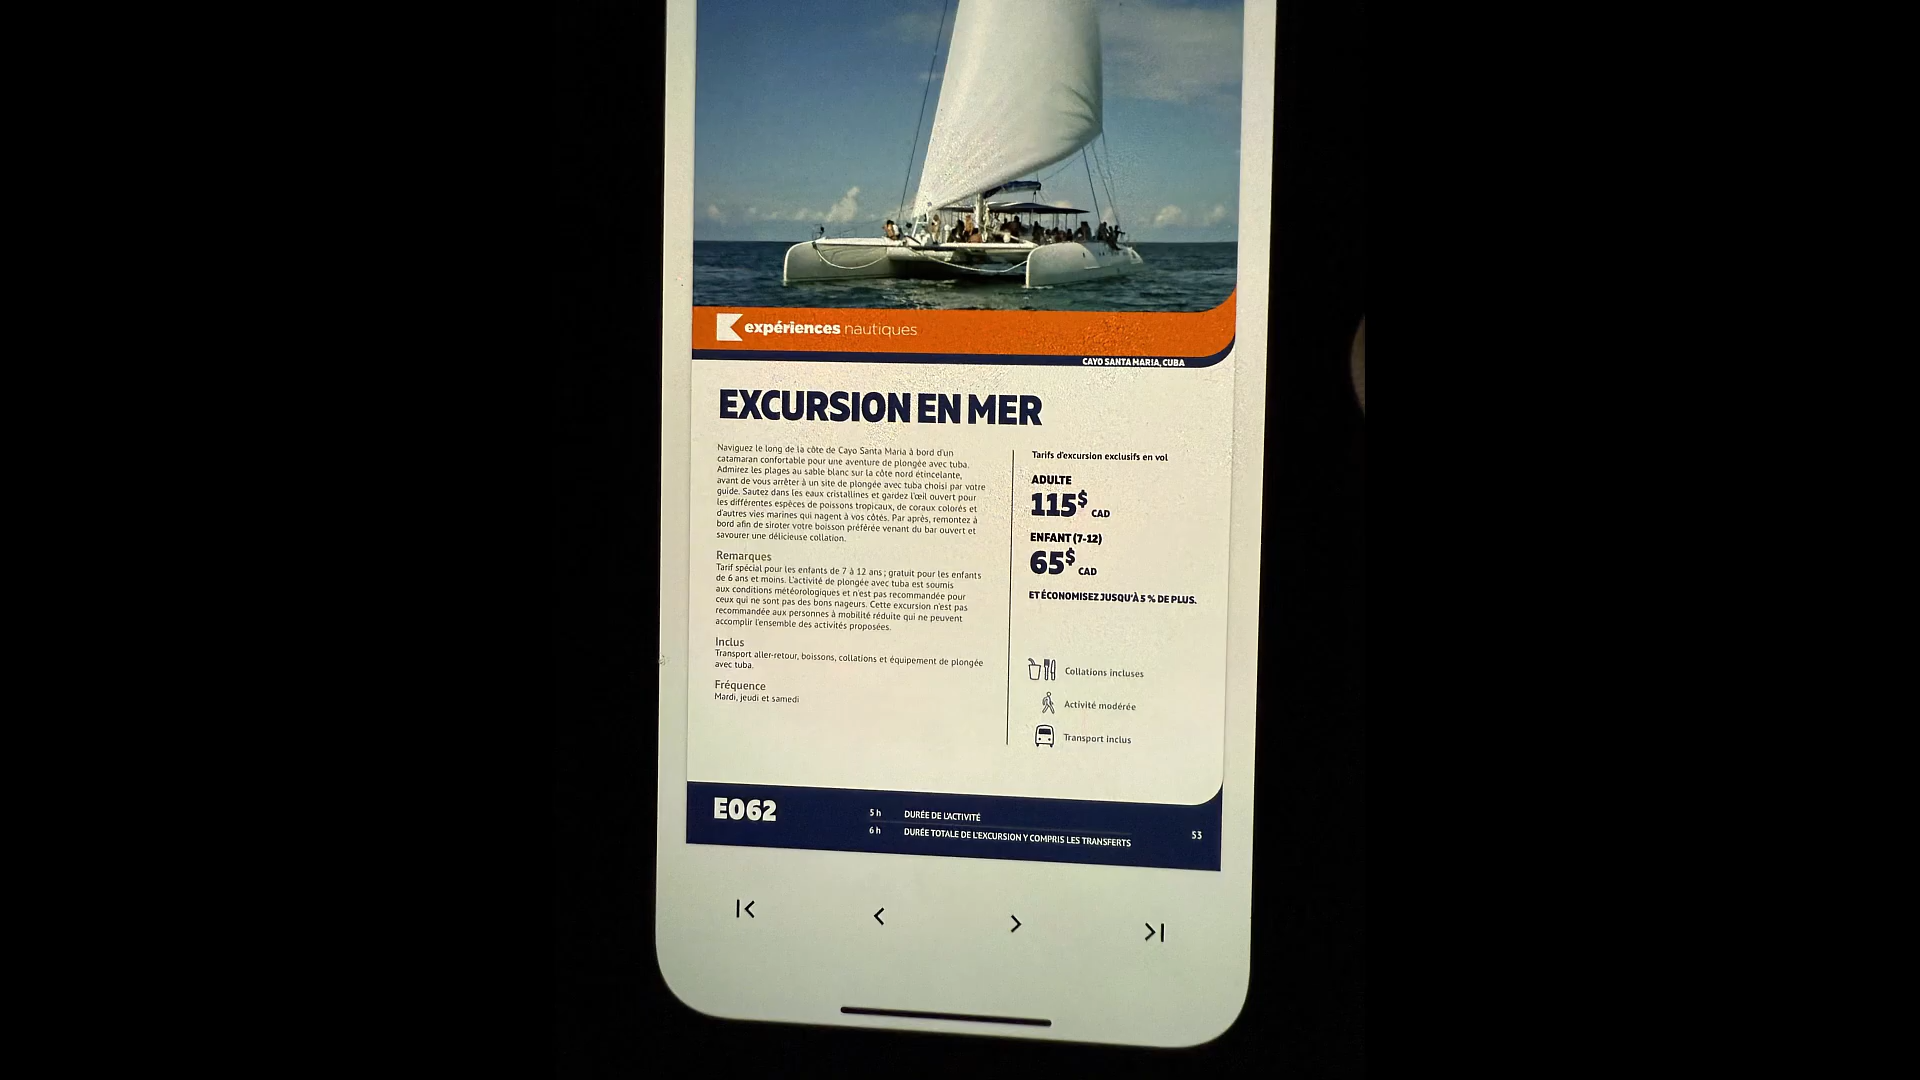 expériences nautiques
CAYO SANTA MARIA, CUBA
EXCURSION EN MER
Naviguez le long de la côte de Cayo Santa Maria à bord d'un
catamaran confortable pour une aventure de plongée avec tuba.
Admirez les plages au sable blanc sur la côte nord étincelante,
avant de vous arrêter à un site de plongée avec tuba choisi par votre
guide. Sautez dans les eaux cristallines et gardez l'œil ouvert pour
les différentes espèces de poissons tropicaux, de coraux colorés et
d'autres vies marines qui nagent à vos côtés. Par après, remontez à
bord afin de siroter votre boisson préférée venant du bar ouvert et
savourer une délicieuse collation.
Remarques
Tarif spécial pour les enfants de 7 à 12 ans ; gratuit pour les enfants
de 6 ans et moins. L'activité de plongée avec tuba est soumis
aux conditions météorologiques et n'est pas recommandée pour
ceux qui ne sont pas des bons nageurs. Cette excursion n'est pas
recommandée aux personnes à mobilité réduite qui ne peuvent
accomplir l'ensemble des activités proposées.
Inclus
Transport aller-retour, boissons, collations et équipement de plongée
avec tuba.
Fréquence
Mardi, jeudi et samedi
Tarifs d'excursion exclusifs en vol
ADULTE
115$ CAD
ENFANT (7-12)
65$ CAD
ET ÉCONOMISEZ JUSQU'À 5 % DE PLUS.
Collations incluses
Activité modérée
Transport inclus
E062
5 h DURÉE DE L'ACTIVITÉ
6 h DURÉE TOTALE DE L'EXCURSION Y COMPRIS LES TRANSFERTS
53